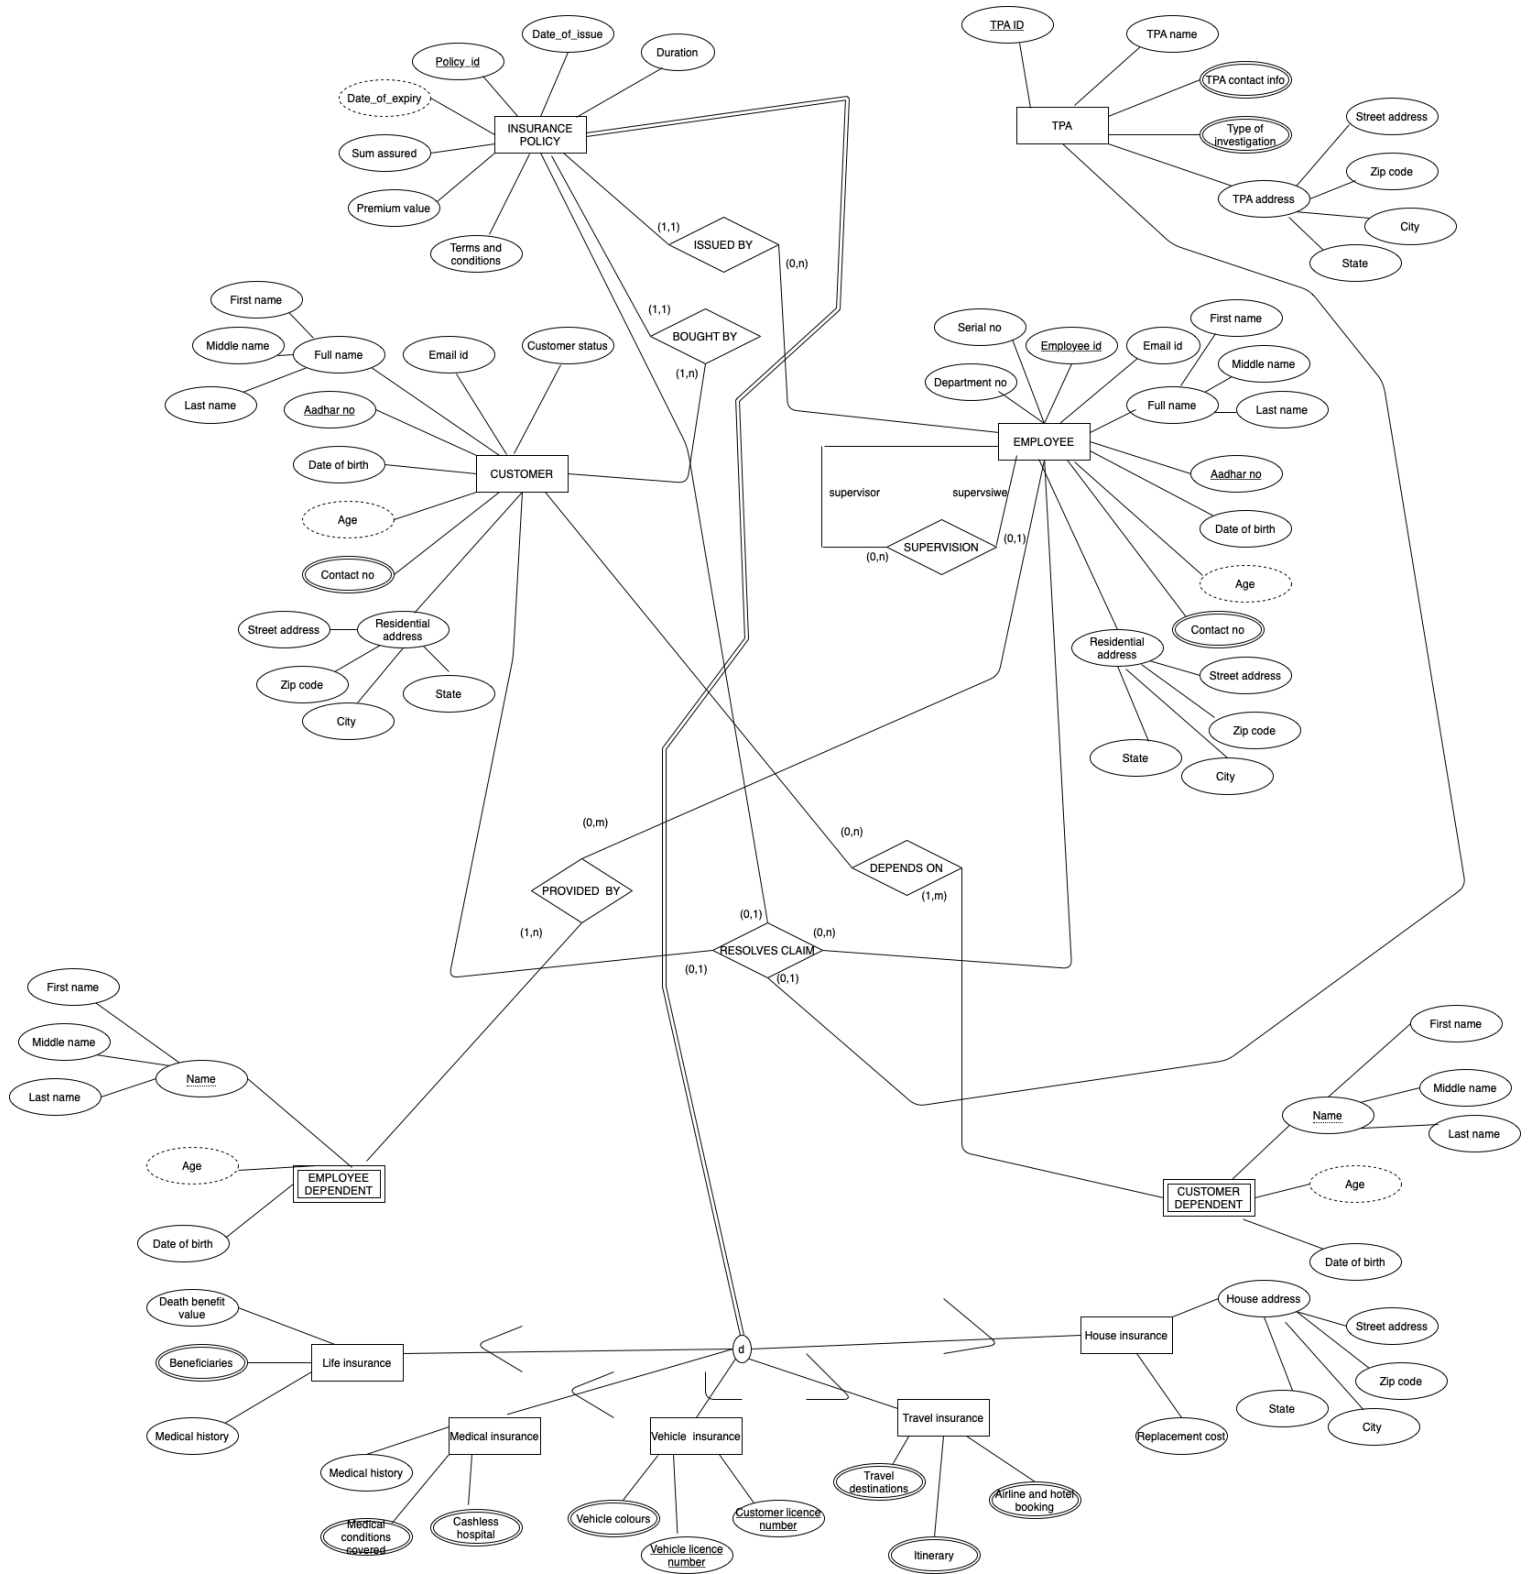 TPA ID
TPA name
Date_of_issue
Duration
Policy_id
Date_of_expiry
TPA contact info
INSURANCE
POLICY
TPA
Type of
investigation
Street address
Sum assured
Zip code
Premium value
TPA address
City
Terms and
conditions
State
(1,1)
ISSUED BY
(0,n)
First name
Middle name
Full name
Last name
Email id
Customer status
(1,1)
BOUGHT BY
(1,n)
Serial no
Employee id
Email id
First name
Middle name
Department no
Full name
Last name
Aadhar no
EMPLOYEE
Date of birth
CUSTOMER
Aadhar no
supervisor
supervsiwe
Age
Date of birth
SUPERVISION
(0,n)
(0,1)
Contact no
Age
Street address
Residential
address
Contact no
Residential
address
Street address
Zip code
State
City
Zip code
State
City
(0,m)
(0,n)
DEPENDS ON
(1,m)
PROVIDED  BY
(1,n)
(0,1)
(0,n)
RESOLVES CLAIM
(0,1)
(0,1)
First name
Middle name
Name
Last name
First name
Middle name
Name
Last name
Age
EMPLOYEE
DEPENDENT
Date of birth
CUSTOMER
DEPENDENT
Age
Date of birth
Death benefit
value
Beneficiaries
Life insurance
Medical history
d
House insurance
House address
Street address
Zip code
State
City
Replacement cost
Medical insurance
Vehicle  insurance
Travel insurance
Medical history
Medical
conditions
covered
Cashless
hospital
Vehicle colours
Vehicle licence
number
Customer licence
number
Travel
destinations
Itinerary
Airline and hotel
booking